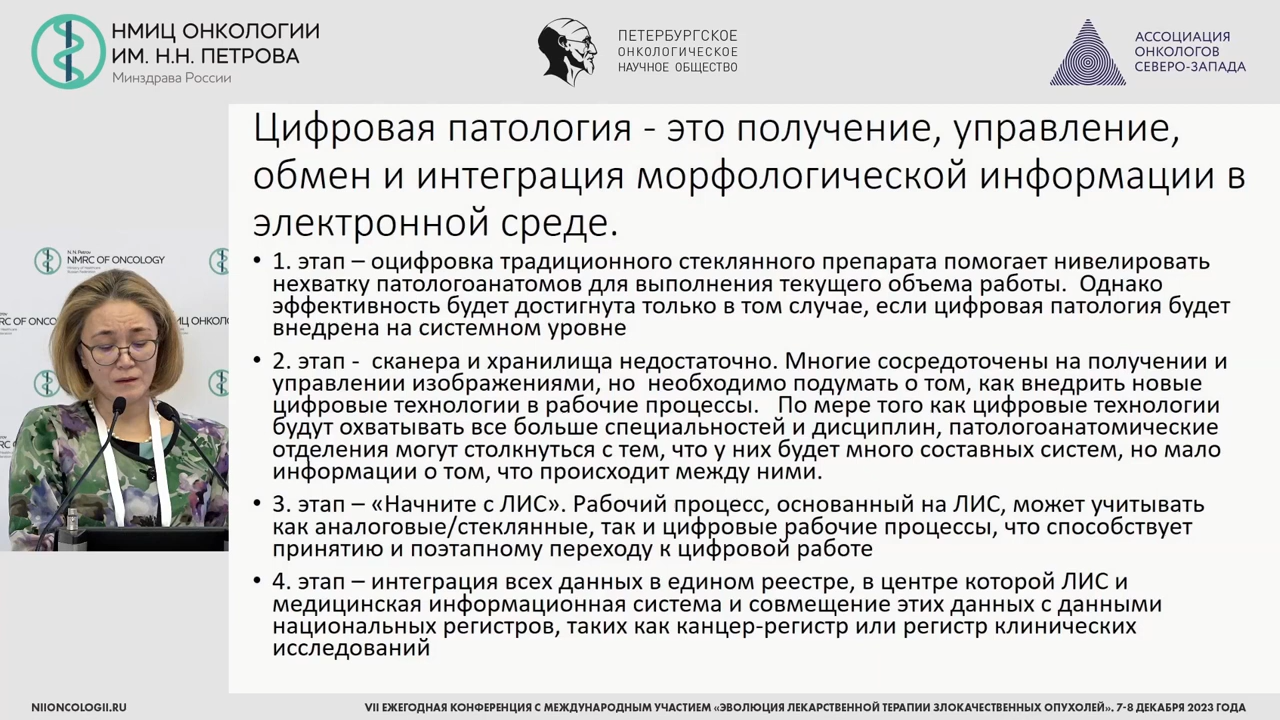 НМИЦ ОНКОЛОГИИ
ИМ. Н.Н. ПЕТРОВА
Минздрава России
ПЕТЕРБУРГСКОЕ
ОНКОЛОГИЧЕСКОЕ
НАУЧНОЕ ОБЩЕСТВО
АССОЦИАЦИЯ
ОНКОЛОГОВ
СЕВЕРО-ЗАПАДА
Цифровая патология - это получение, управление,
обмен и интеграция морфологической информации в
электронной среде.
• 1. этап – оцифровка традиционного стеклянного препарата помогает нивелировать
нехватку патологоанатомов для выполнения текущего объема работы.  Однако
эффективность будет достигнута только в том случае, если цифровая патология будет
внедрена на системном уровне
• 2. этап -  сканера и хранилища недостаточно. Многие сосредоточены на получении и
управлении изображениями, но  необходимо подумать о том, как внедрить новые
цифровые технологии в рабочие процессы.   По мере того как цифровые технологии
будут охватывать все больше специальностей и дисциплин, патологоанатомические
отделения могут столкнуться с тем, что у них будет много составных систем, но мало
информации о том, что происходит между ними.
• 3. этап – «Начните с ЛИС». Рабочий процесс, основанный на ЛИС, может учитывать
как аналоговые/стеклянные, так и цифровые рабочие процессы, что способствует
принятию и поэтапному переходу к цифровой работе
• 4. этап – интеграция всех данных в едином реестре, в центре которой ЛИС и
медицинская информационная система и совмещение этих данных с данными
национальных регистров, таких как канцер-регистр или регистр клинических
исследований
N.N. Petrov
NMRC OF ONCOLOGY
RC OF ONCO
ИЦ ОНКОЛО
NIIONCOLOGII.RU
VII ЕЖЕГОДНАЯ КОНФЕРЕНЦИЯ С МЕЖДУНАРОДНЫМ УЧАСТИЕМ «ЭВОЛЮЦИЯ ЛЕКАРСТВЕННОЙ ТЕРАПИИ ЗЛОКАЧЕСТВЕННЫХ ОПУХОЛЕЙ». 7-8 ДЕКАБРЯ 2023 ГОДА